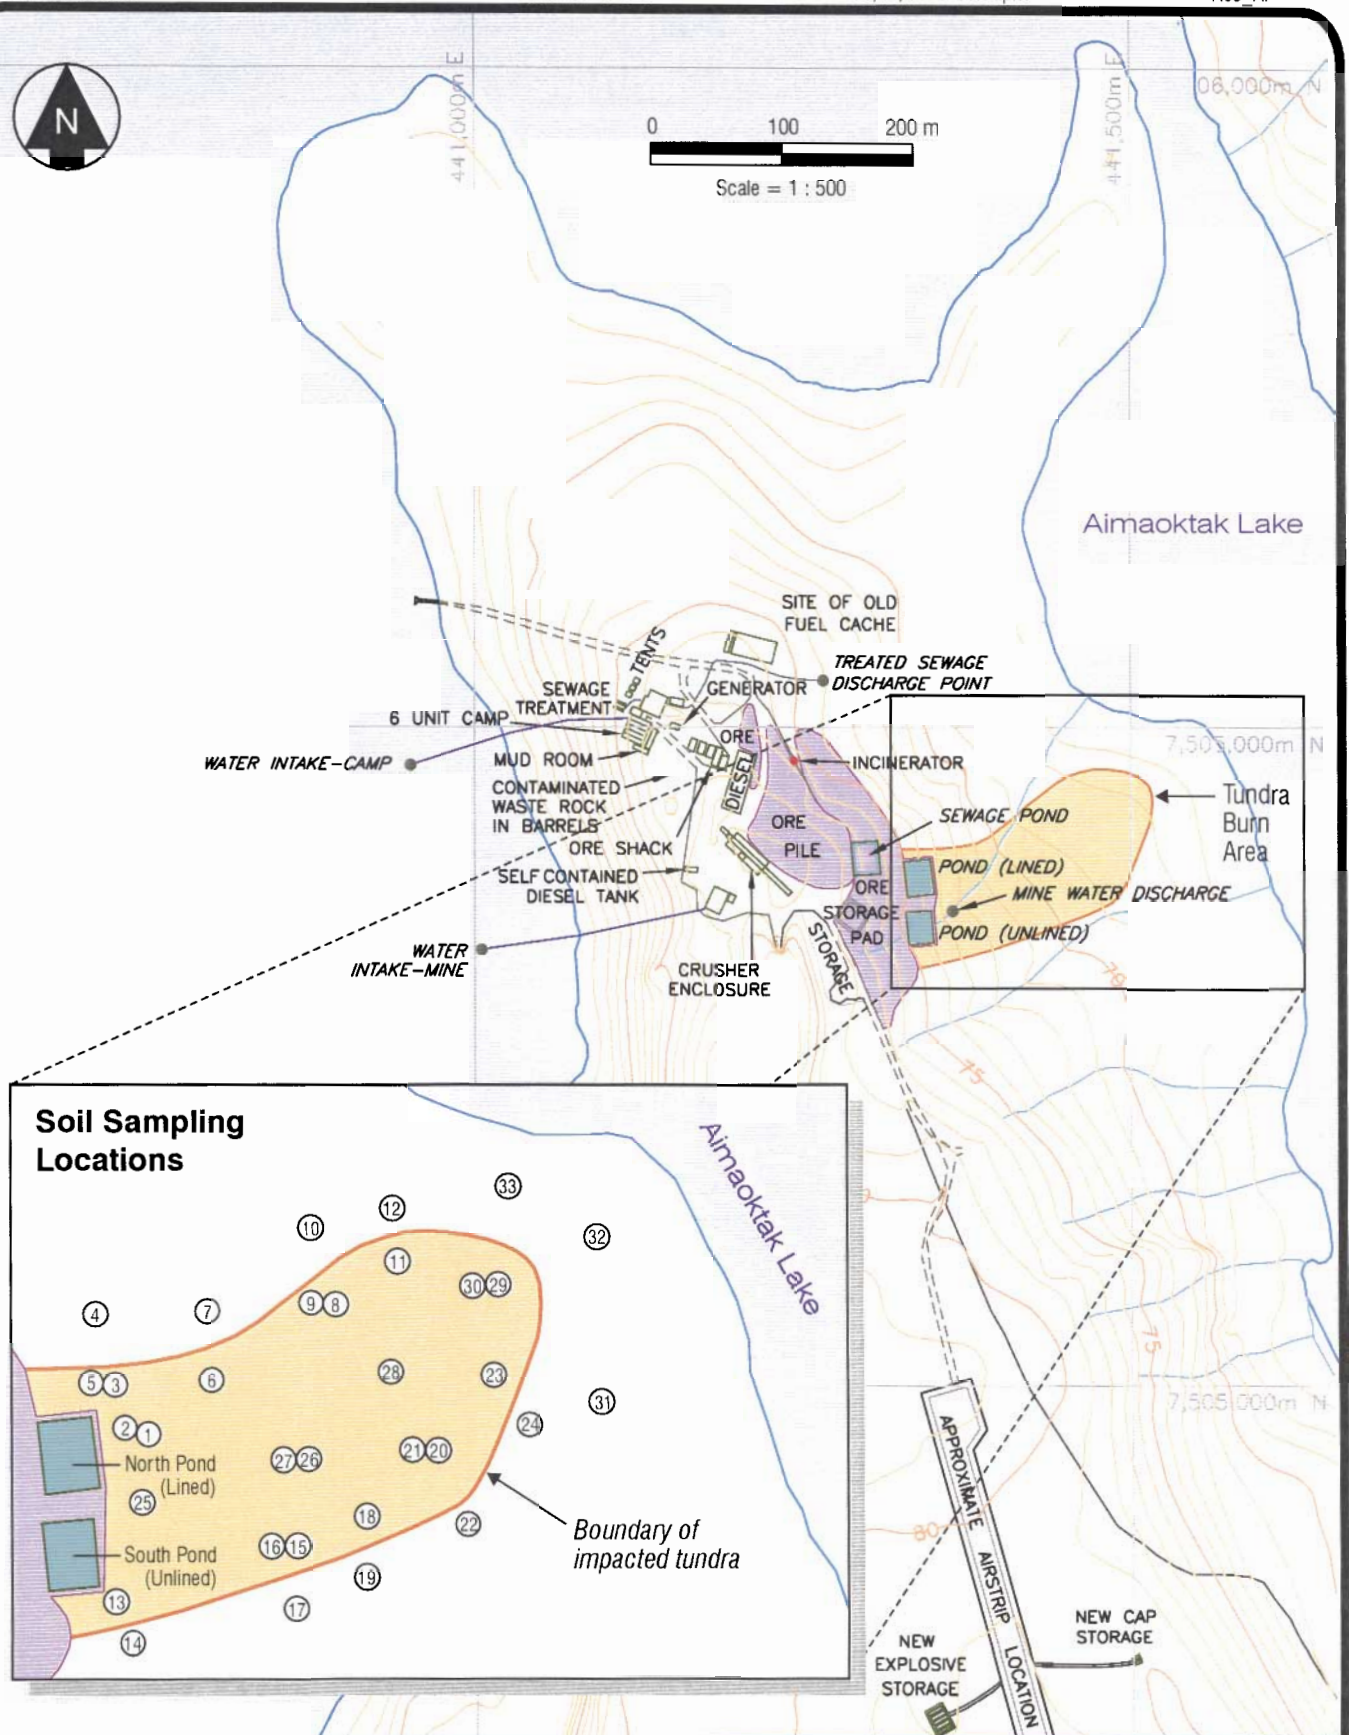 N
441,000m E
0 100 200 m
Scale = 1 : 500
441,500m E
06,000m N
Aimaoktak Lake
SITE OF OLD
FUEL CACHE
TENTS
TREATED SEWAGE
DISCHARGE POINT
SEWAGE
TREATMENT
GENERATOR
6 UNIT CAMP
ORE
7,505,000m N
WATER INTAKE-CAMP
MUD ROOM
INCINERATOR
CONTAMINATED
WASTE ROCK
IN BARRELS
DIESEL
Tundra
Burn
Area
SEWAGE POND
ORE
PILE
ORE SHACK
POND (LINED)
SELF CONTAINED
DIESEL TANK
ORE
STORAGE
PAD
MINE WATER DISCHARGE
POND (UNLINED)
WATER
INTAKE-MINE
STORAGE
CRUSHER
ENCLOSURE
70
75
75
80
7,505,000m N
Soil Sampling
Locations
Aimaoktak Lake
33
12
10
32
11
30 29
9 8
4
7
28
23
5 3
6
31
24
2 1
21 20
27 26
North Pond
(Lined)
25
18
22
Boundary of
impacted tundra
16 15
South Pond
(Unlined)
19
13
17
14
APPROXIMATE AIRSTRIP LOCATION
NEW CAP
STORAGE
NEW
EXPLOSIVE
STORAGE